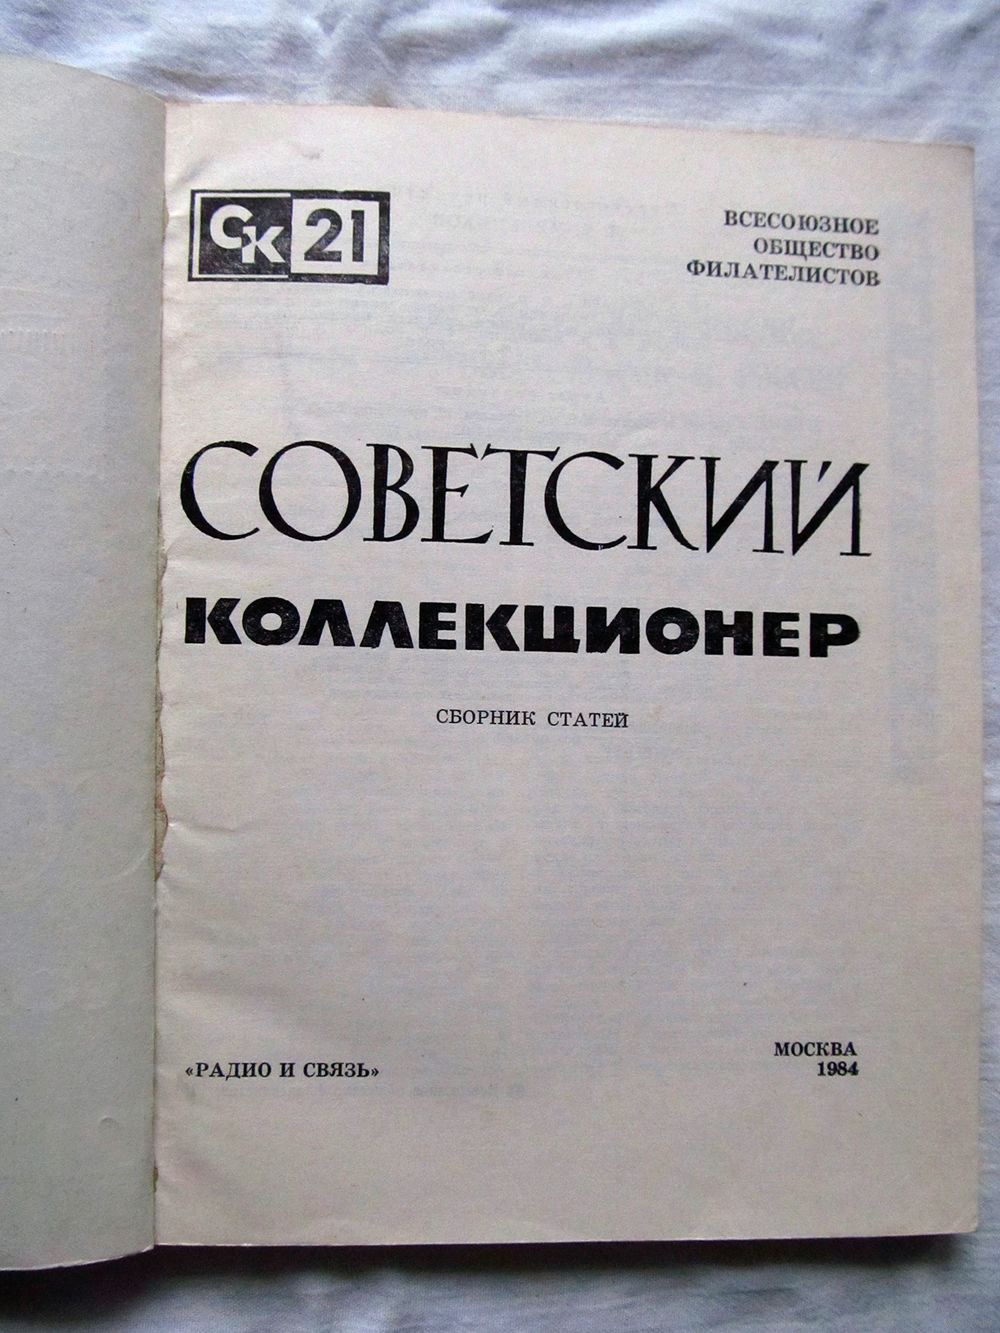 СК 21
ВСЕСОЮЗНОЕ
ОБЩЕСТВО
ФИЛАТЕЛИСТОВ
СОВЕТСКИЙ
КОЛЛЕКЦИОНЕР
СБОРНИК СТАТЕЙ
«РАДИО И СВЯЗЬ»
МОСКВА
1984